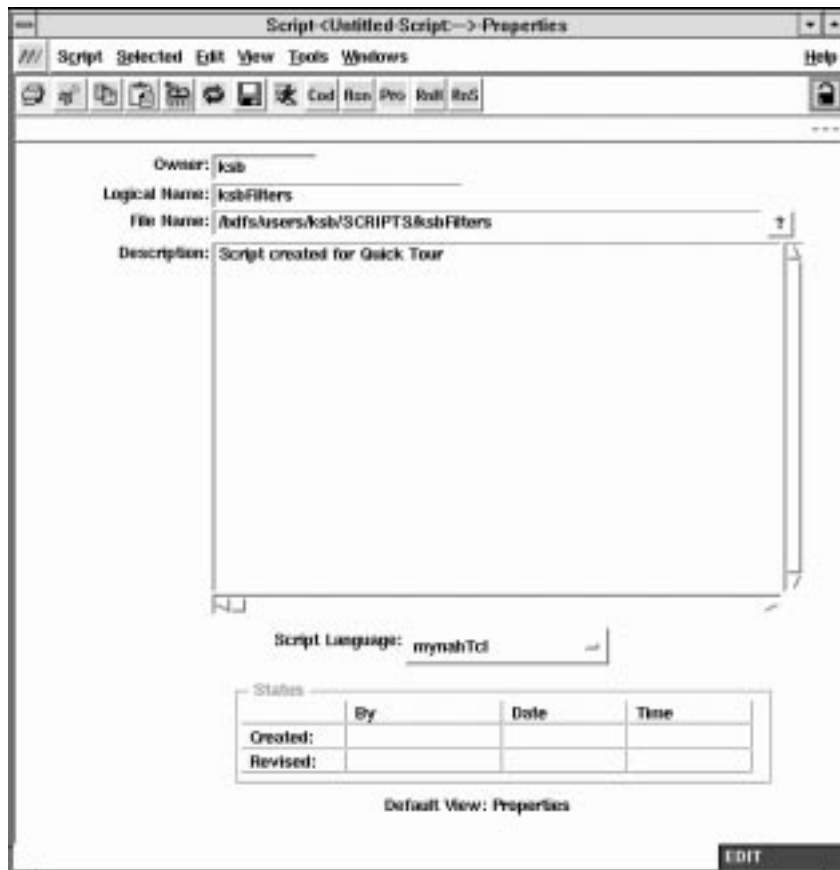 Script <Untitled Script: --> Properties
Script Selected Edit View Tools Windows Help
Cod Rsn Pro RnH RnS
Owner: ksb
Logical Name: ksbFilters
File Name: /bdfs/users/ksb/SCRIPTS/ksbFilters ?
Description: Script created for Quick Tour
Script Language: mynahTcl
Status
By Date Time
Created:
Revised:
Default View: Properties
EDIT